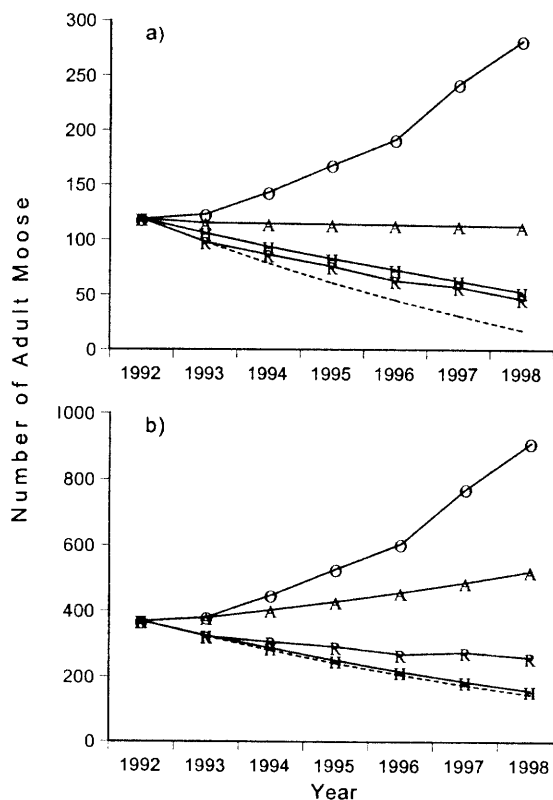 a)
300
250
200
150
100
50
0
O O O O O O
A A A A A A
H H H H H H
R R R R R R
1992 1993 1994 1995 1996 1997 1998
Number of Adult Moose
b)
1000
800
600
400
200
0
O O O O O O
A A A A A A
R R R R R R
H H H H H H
1992 1993 1994 1995 1996 1997 1998
Year